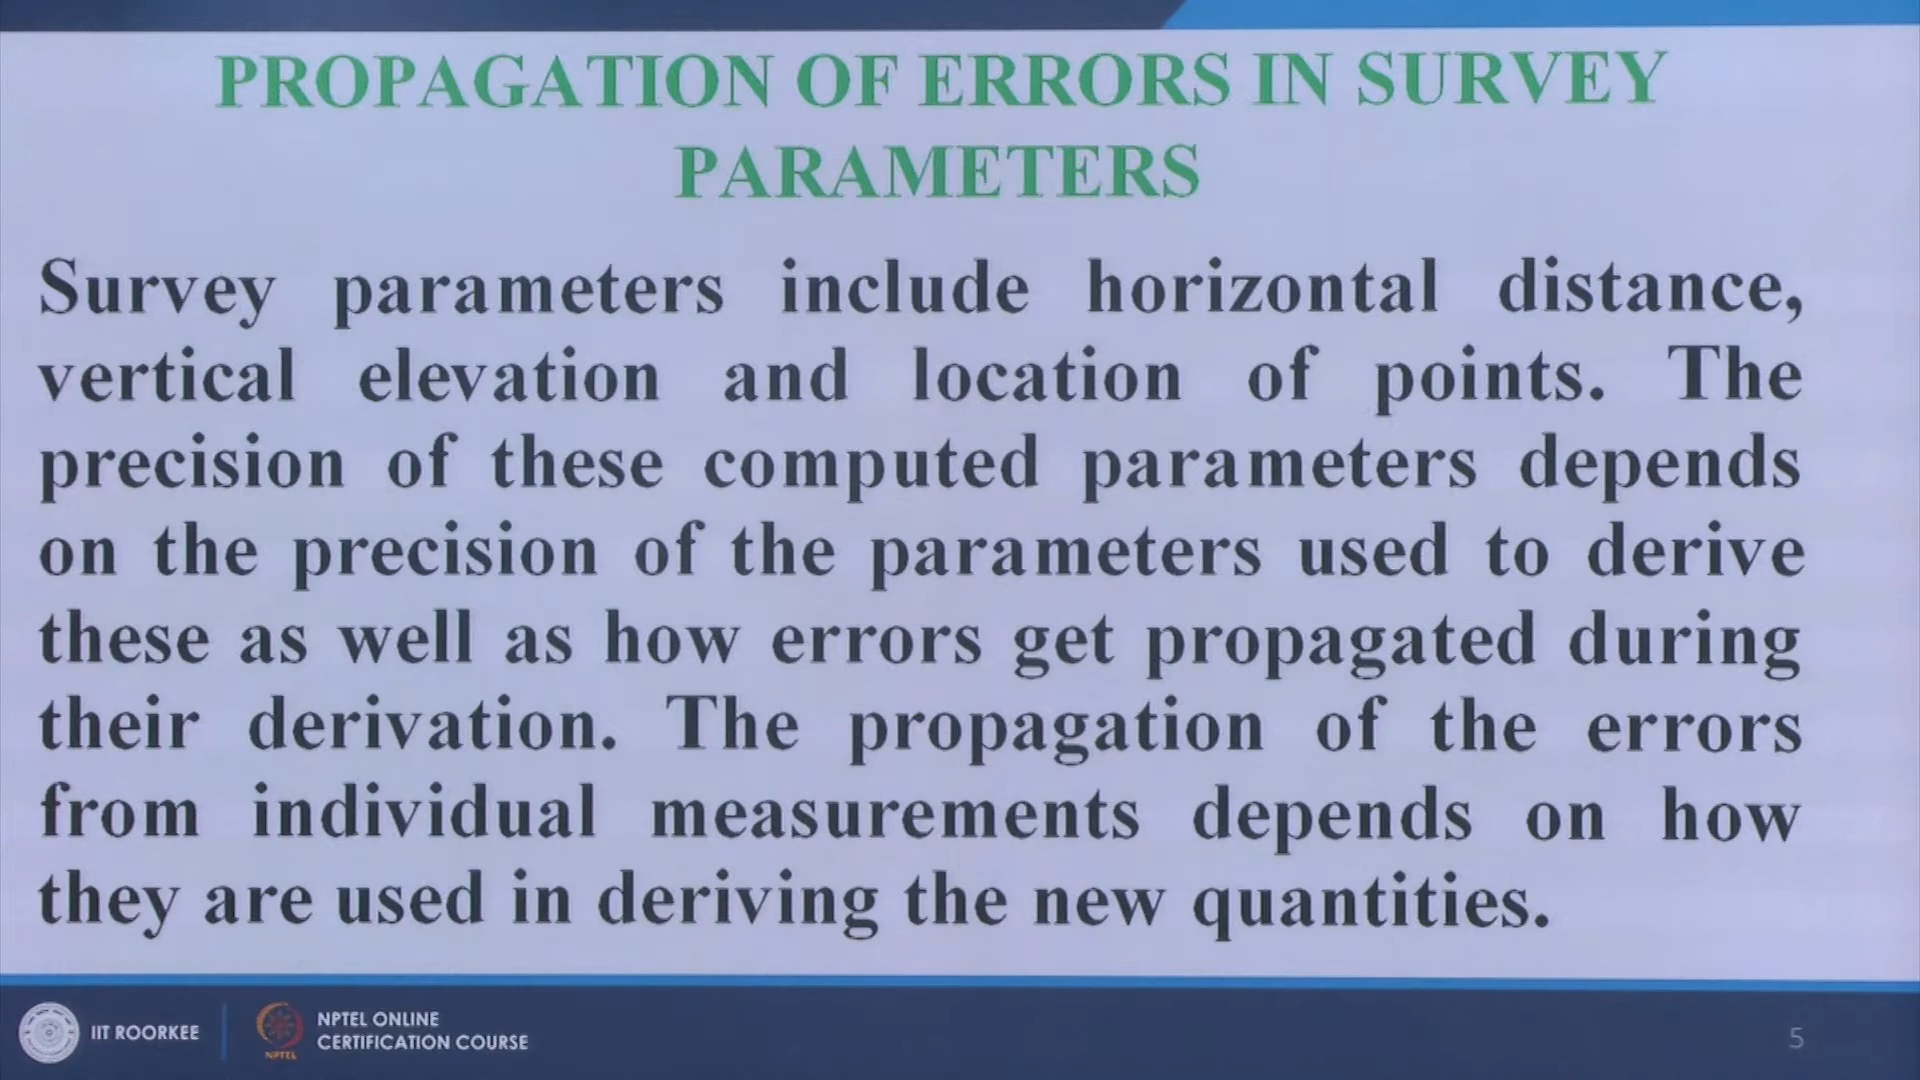 PROPAGATION OF ERRORS IN SURVEY
PARAMETERS
Survey parameters include horizontal distance,
vertical elevation and location of points. The
precision of these computed parameters depends
on the precision of the parameters used to derive
these as well as how errors get propagated during
their derivation. The propagation of the errors
from individual measurements depends on how
they are used in deriving the new quantities.
IIT ROORKEE
NPTEL
NPTEL ONLINE
CERTIFICATION COURSE
5